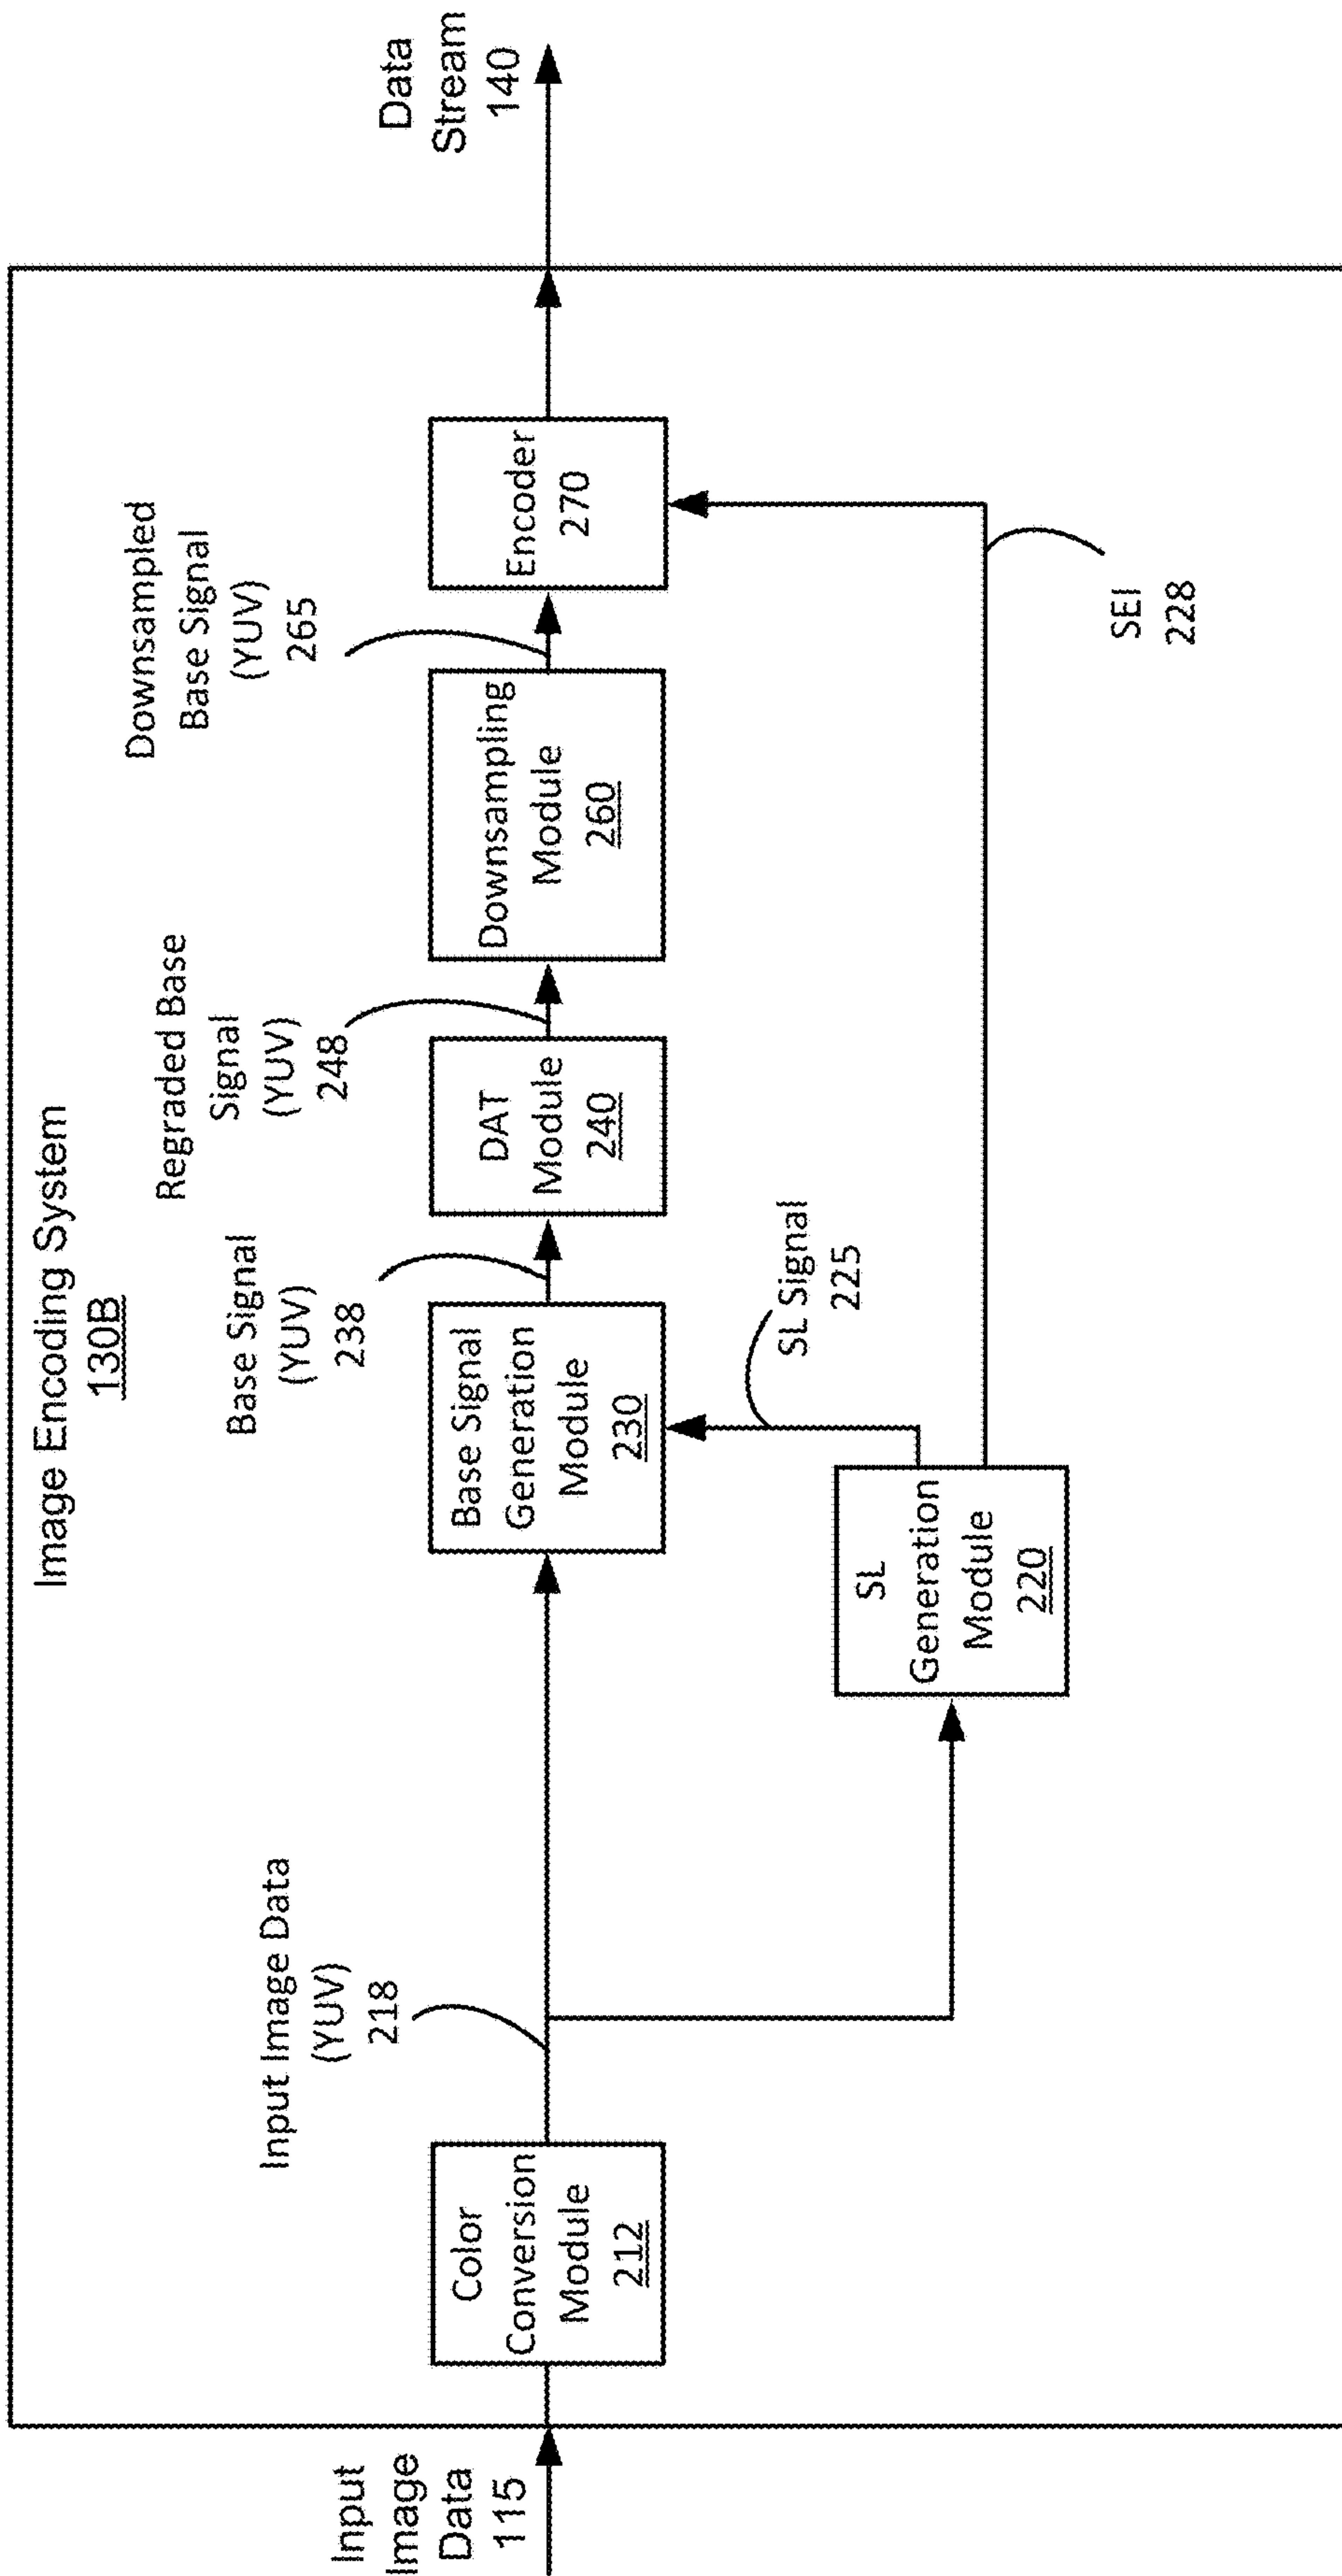 Image Encoding System
130B
Input
Image
Data
115
Color
Conversion
Module
212
Input Image Data
(YUV)
218
SL
Generation
Module
220
SL Signal
225
Base Signal
Generation
Module
230
Base Signal
(YUV)
238
DAT
Module
240
Regraded Base
Signal
(YUV)
248
Downsampling
Module
260
Downsampled
Base Signal
(YUV)
265
Encoder
270
SEI
228
Data
Stream
140